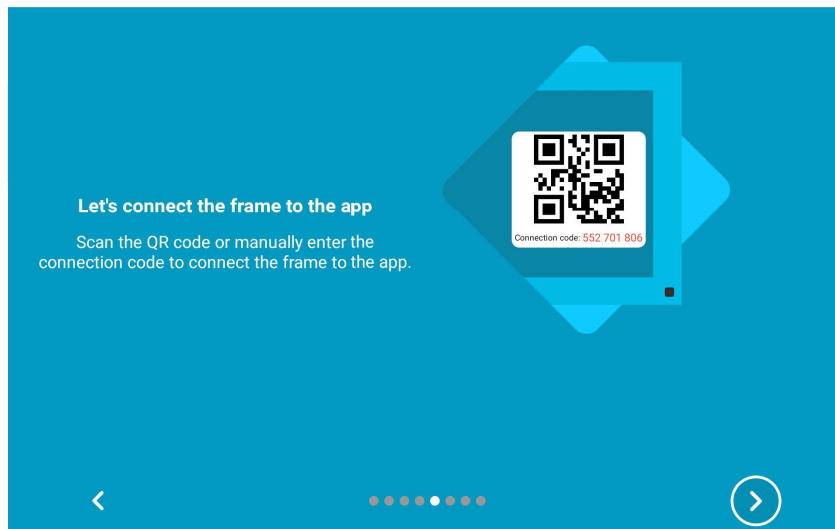 Let's connect the frame to the app
Scan the QR code or manually enter the
connection code to connect the frame to the app.
Connection code: 552 701 806